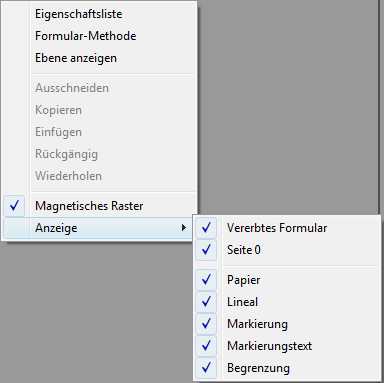 Eigenschaftsliste
Formular-Methode
Ebene anzeigen
Ausschneiden
Kopieren
Einfügen
Rückgängig
Wiederholen
Magnetisches Raster
Anzeige
Vererbtes Formular
Seite 0
Papier
Lineal
Markierung
Markierungstext
Begrenzung